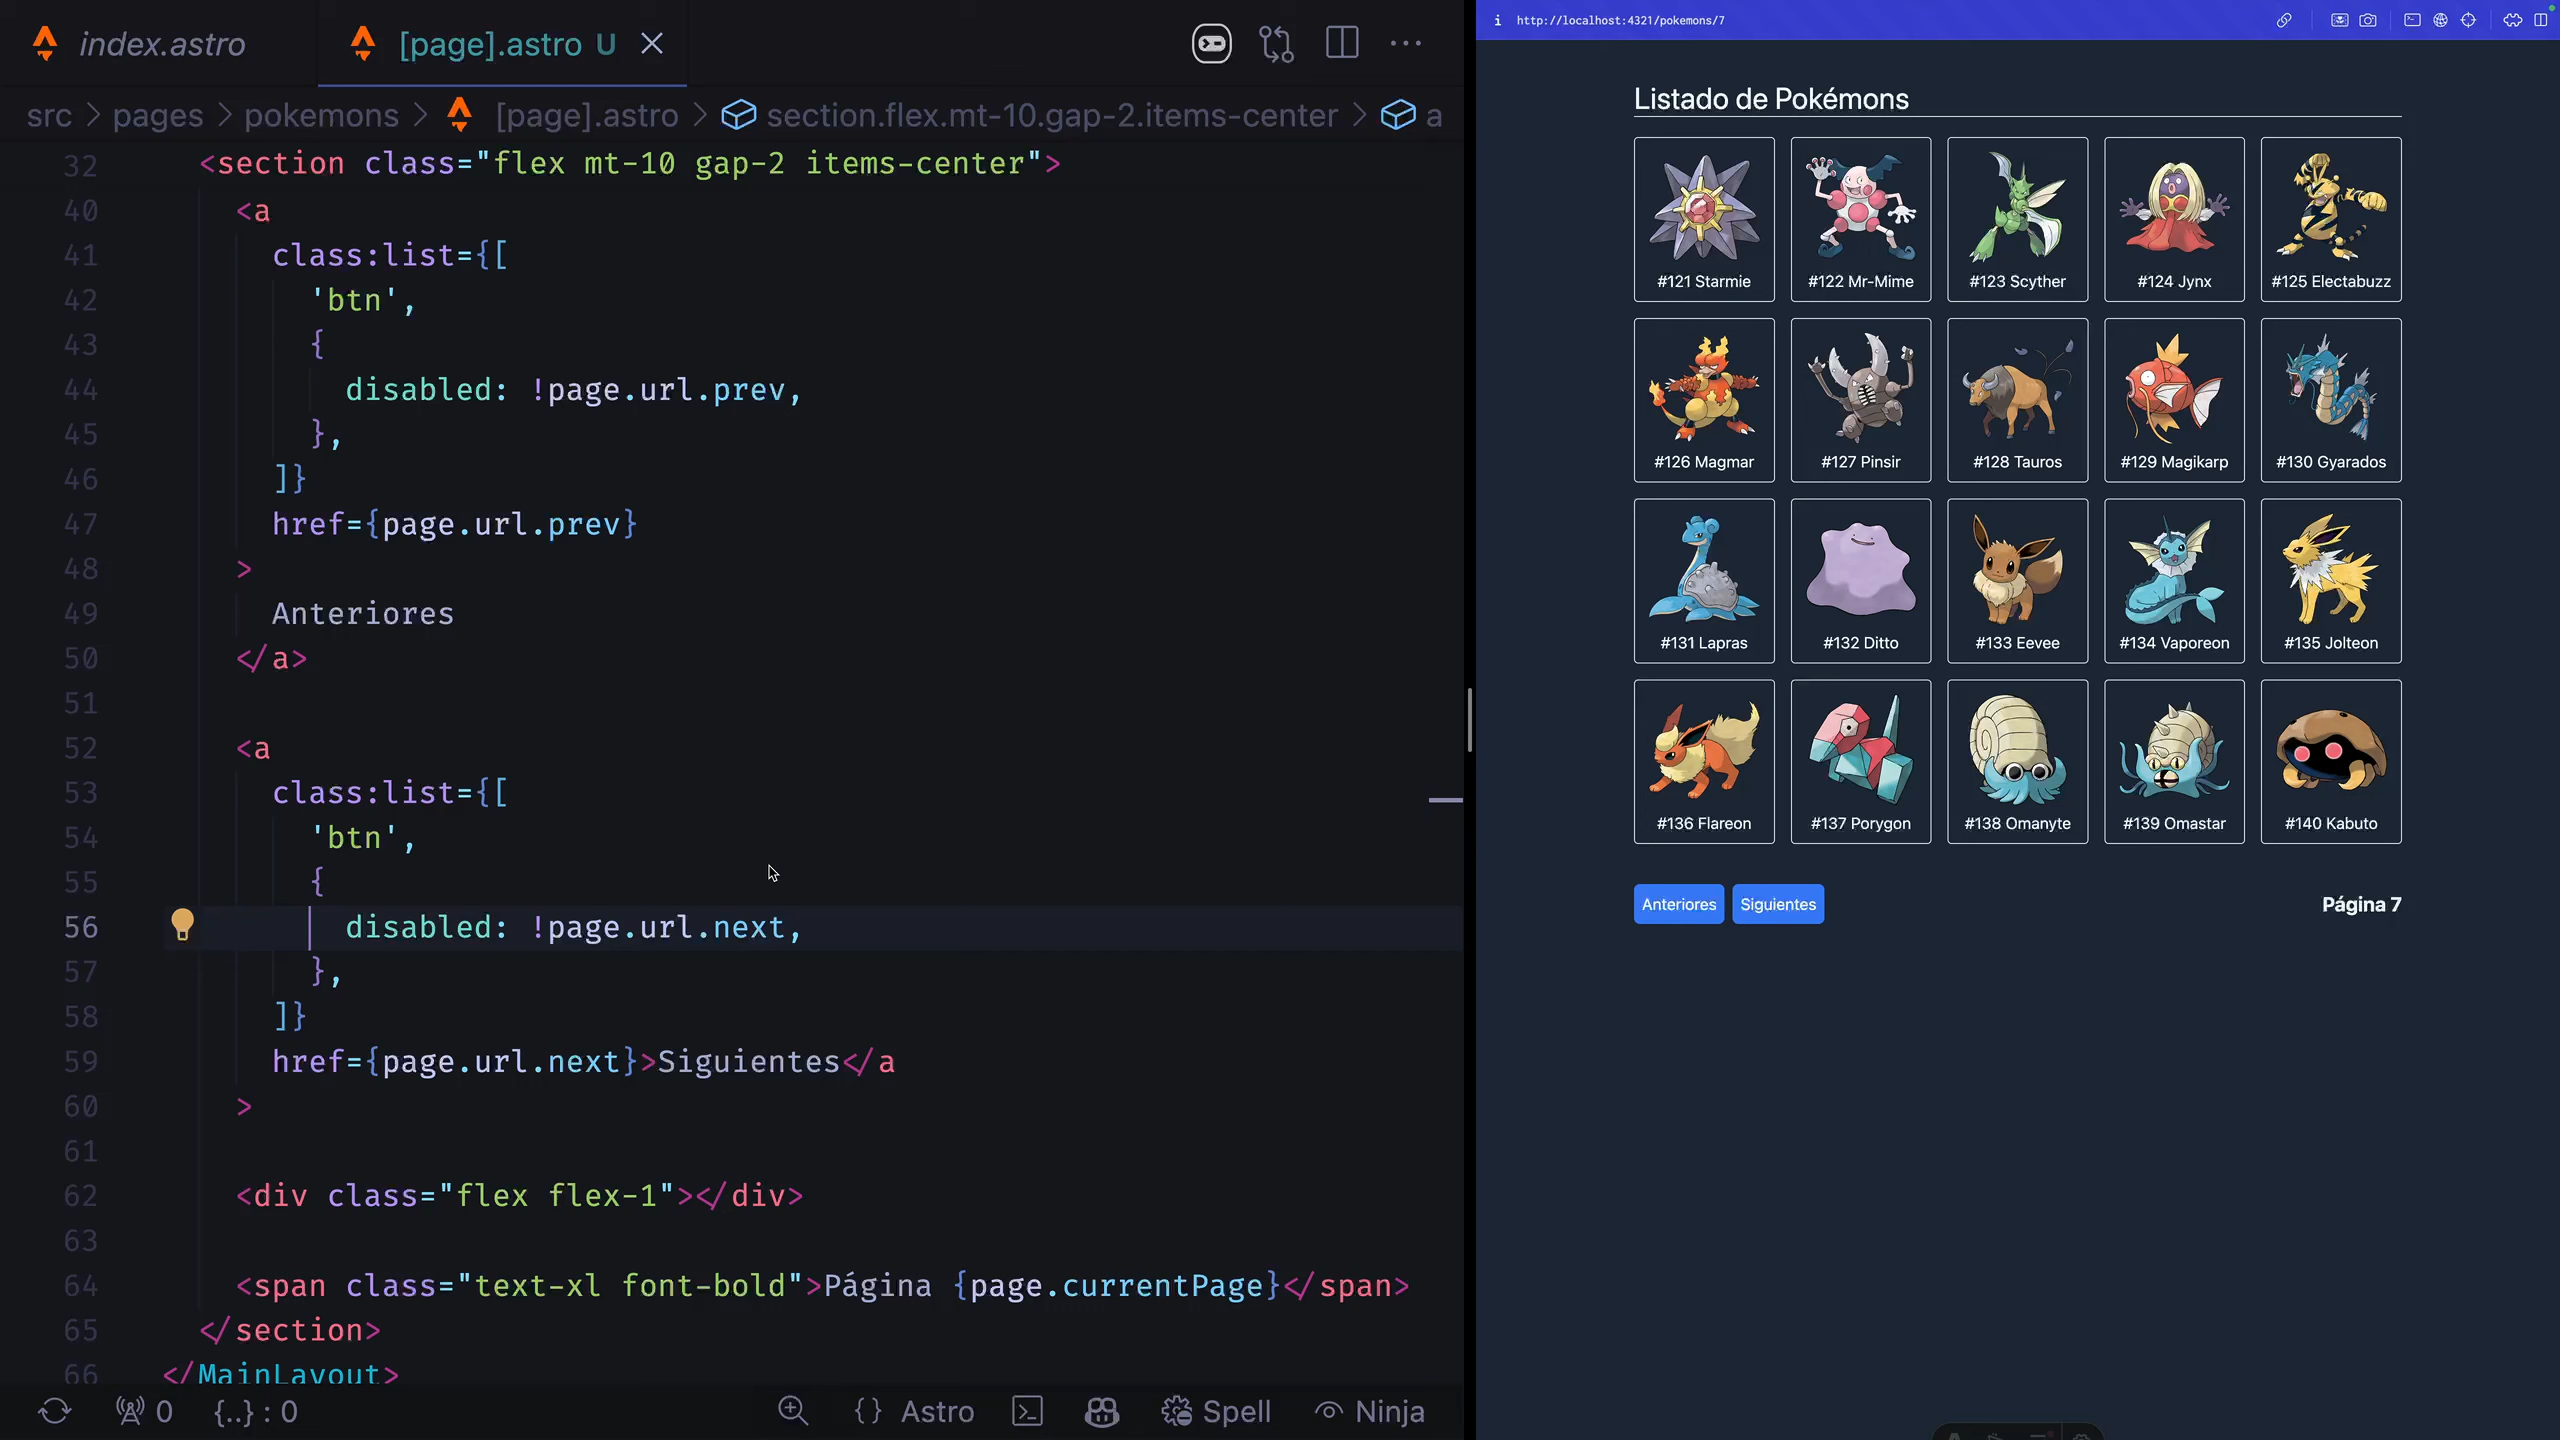 index.astro
[page].astro U
src > pages > pokemons > [page].astro > section.flex.mt-10.gap-2.items-center > a
32 <section class="flex mt-10 gap-2 items-center">
40 <a
41 class:list={[
42 'btn',
43 {
44 disabled: !page.url.prev,
45 },
46 ]}
47 href={page.url.prev}
48 >
49 Anteriores
50 </a>
51
52 <a
53 class:list={[
54 'btn',
55 {
56 disabled: !page.url.next,
57 },
58 ]}
59 href={page.url.next}>Siguientes</a
60 >
61
62 <div class="flex flex-1"></div>
63
64 <span class="text-xl font-bold">Página {page.currentPage}</span>
65 </section>
66 </MainLayout>
0 {..} : 0 {} Astro Spell Ninja
http://localhost:4321/pokemons/7
Listado de Pokémons
#121 Starmie #122 Mr-Mime #123 Scyther #124 Jynx #125 Electabuzz
#126 Magmar #127 Pinsir #128 Tauros #129 Magikarp #130 Gyarados
#131 Lapras #132 Ditto #133 Eevee #134 Vaporeon #135 Jolteon
#136 Flareon #137 Porygon #138 Omanyte #139 Omastar #140 Kabuto
Anteriores Siguientes Página 7